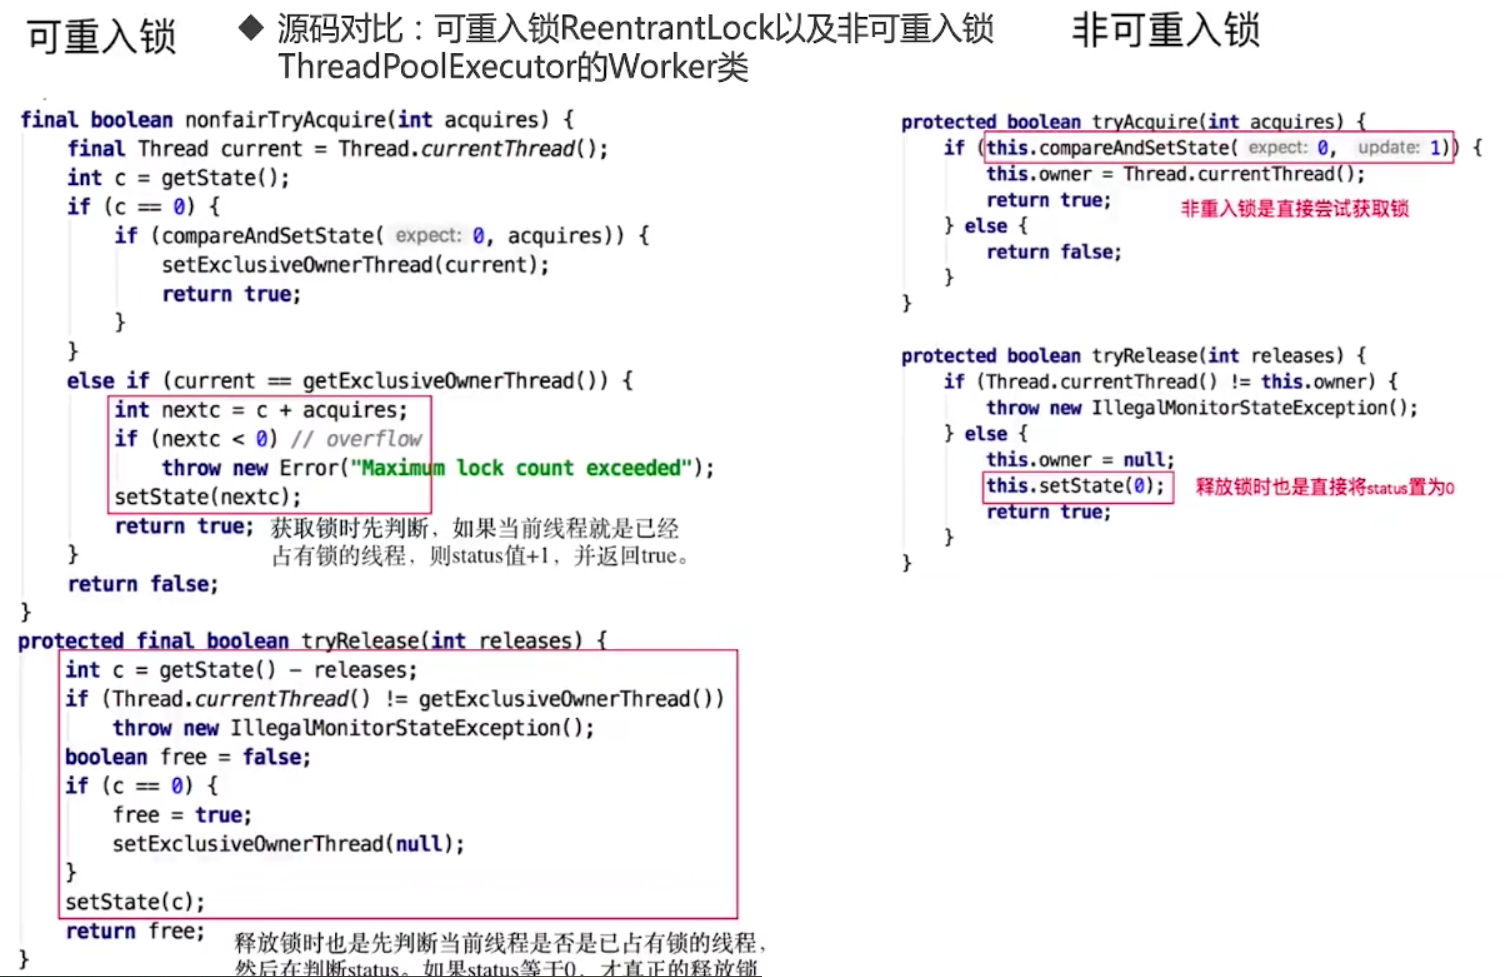 可重入锁
◆ 源码对比：可重入锁ReentrantLock以及非可重入锁
ThreadPoolExecutor的Worker类
非可重入锁
final boolean nonfairTryAcquire(int acquires) {
    final Thread current = Thread.currentThread();
    int c = getState();
    if (c == 0) {
        if (compareAndSetState( expect: 0, acquires)) {
            setExclusiveOwnerThread(current);
            return true;
        }
    }
    else if (current == getExclusiveOwnerThread()) {
        int nextc = c + acquires;
        if (nextc < 0) // overflow
            throw new Error("Maximum lock count exceeded");
        setState(nextc);
        return true;
获取锁时先判断，如果当前线程就是已经
占有锁的线程，则status值+1，并返回true。
    }
    return false;
}
protected final boolean tryRelease(int releases) {
    int c = getState() - releases;
    if (Thread.currentThread() != getExclusiveOwnerThread())
        throw new IllegalMonitorStateException();
    boolean free = false;
    if (c == 0) {
        free = true;
        setExclusiveOwnerThread(null);
    }
    setState(c);
    return free;
}
释放锁时也是先判断当前线程是否是已占有锁的线程，
然后在判断status。如果status等于0，才真正的释放锁
protected boolean tryAcquire(int acquires) {
    if (this.compareAndSetState( expect: 0, update: 1)) {
        this.owner = Thread.currentThread();
        return true;
非重入锁是直接尝试获取锁
    } else {
        return false;
    }
}
protected boolean tryRelease(int releases) {
    if (Thread.currentThread() != this.owner) {
        throw new IllegalMonitorStateException();
    } else {
        this.owner = null;
        this.setState(0);
释放锁时也是直接将status置为0
        return true;
    }
}